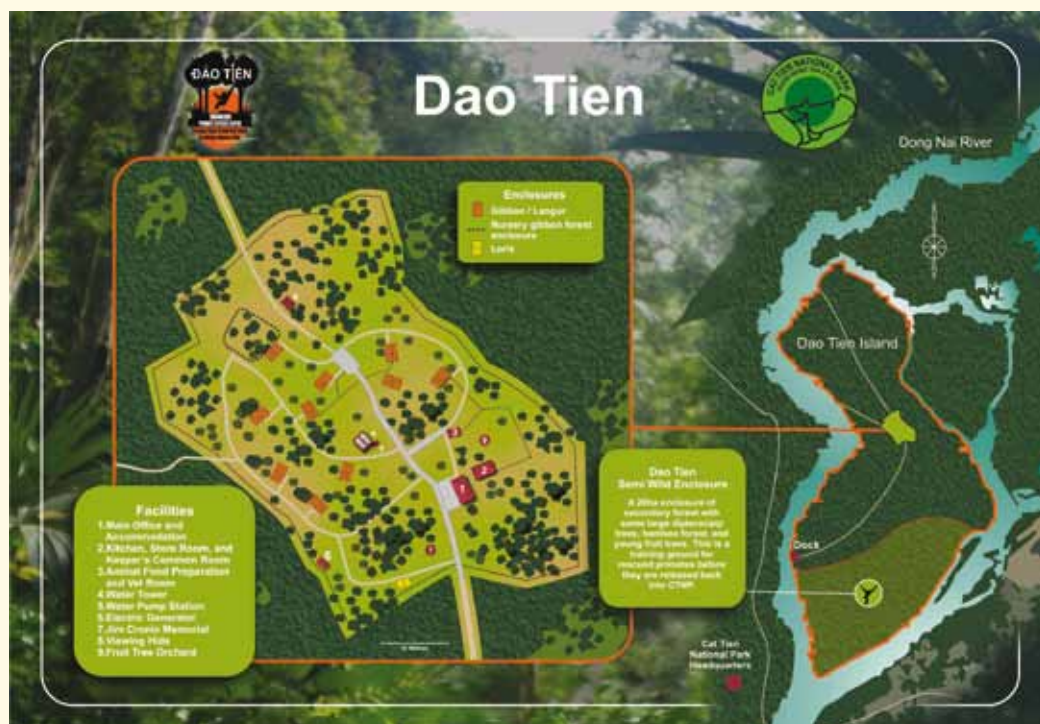 ĐẢO TIÊN
Dao Tien
CAT TIEN NATIONAL PARK
Dong Nai River
Enclosures
Gibbon / Langur
Nursery gibbon forest
enclosure
Loris
Dao Tien Island
Dao Tien
Semi Wild Enclosure
A 20ha enclosure of
secondary forest with
some large dipterocarp
trees, bamboo forest, and
young fruit trees. This is a
training ground for
rescued primates before
they are released back
into CTNP.
Dock
Facilities
1.Main Office and
Accommodation
2.Kitchen, Store Room, and
Keeper's Common Room
3.Animal Food Preparation
and Vet Room
4.Water Tower
5.Water Pump Station
6.Electric Generator
7.Jim Cronin Memorial
8.Viewing Hide
9.Fruit Tree Orchard
Cat Tien
National Park
Headquarters